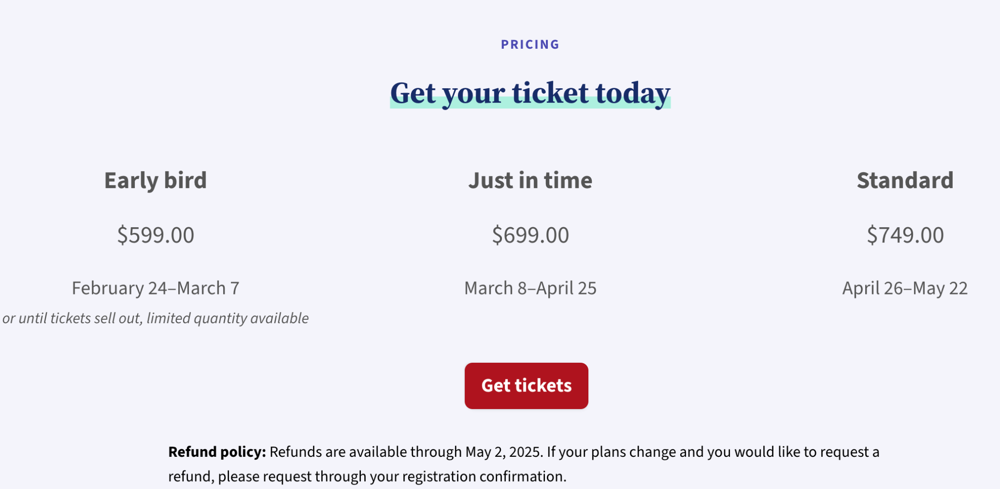 PRICING
Get your ticket today
Early bird
$599.00
February 24–March 7
or until tickets sell out, limited quantity available
Just in time
$699.00
March 8–April 25
Standard
$749.00
April 26–May 22
Get tickets
Refund policy: Refunds are available through May 2, 2025. If your plans change and you would like to request a
refund, please request through your registration confirmation.